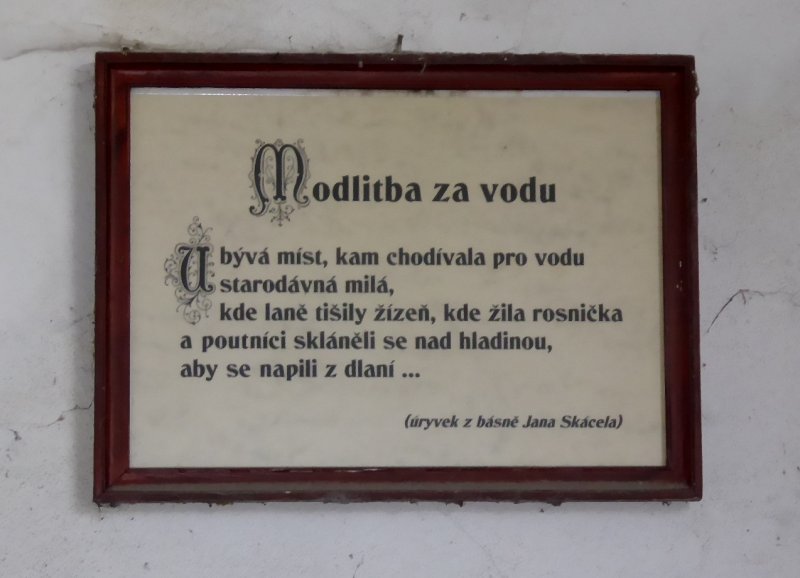 Modlitba za vodu
Ubývá míst, kam chodívala pro vodu
starodávná milá,
kde laně tišily žízeň, kde žila rosnička
a poutníci skláněli se nad hladinou,
aby se napili z dlaní ...
(úryvek z básně Jana Skácela)